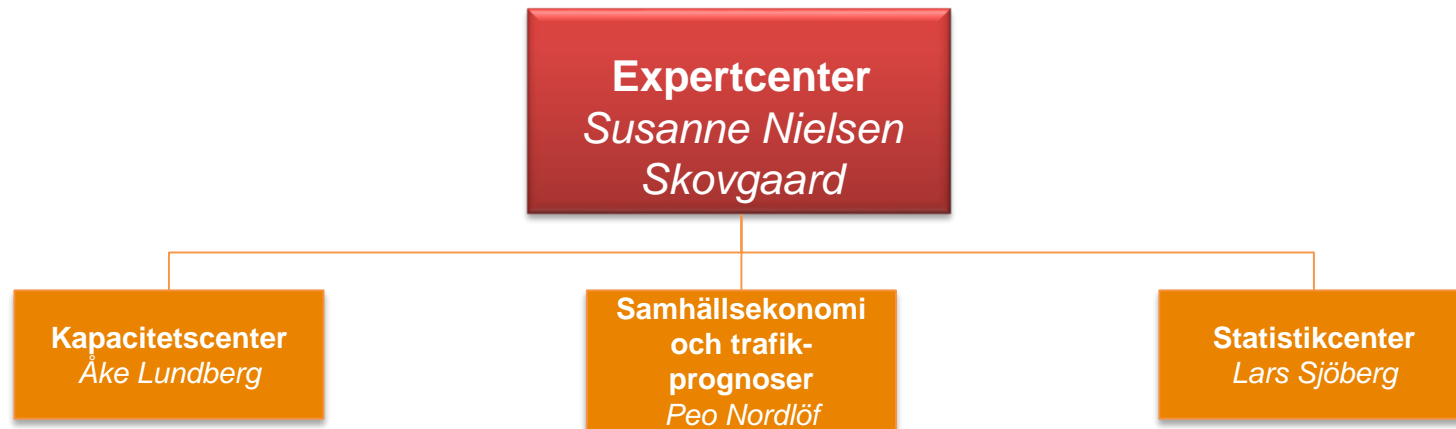 Expertcenter
Susanne Nielsen
Skovgaard
Kapacitetscenter
Åke Lundberg
Samhällsekonomi
och trafik-
prognoser
Peo Nordlöf
Statistikcenter
Lars Sjöberg